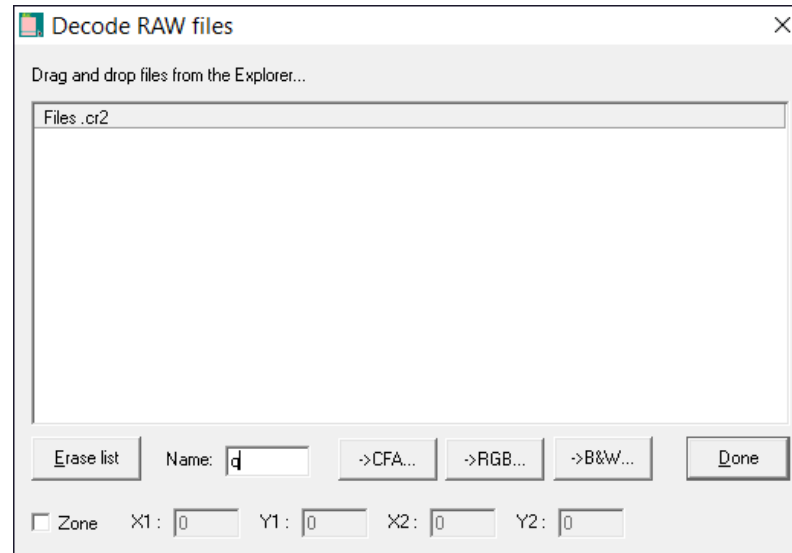 Decode RAW files
Drag and drop files from the Explorer...
Files .cr2
Erase list Name: q ->CFA... ->RGB... ->B&W... Done
Zone X1 : 0 Y1 : 0 X2 : 0 Y2 : 0